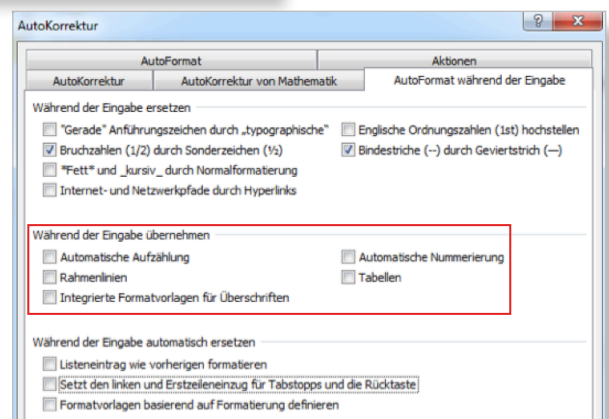 AutoKorrektur
AutoFormat Aktionen
AutoKorrektur AutoKorrektur von Mathematik AutoFormat während der Eingabe
Während der Eingabe ersetzen
"Gerade" Anführungszeichen durch „typographische“ Englische Ordnungszahlen (1st) hochstellen
Bruchzahlen (1/2) durch Sonderzeichen (½) Bindestriche (--) durch Geviertstrich (—)
*Fett* und _kursiv_ durch Normalformatierung
Internet- und Netzwerkpfade durch Hyperlinks
Während der Eingabe übernehmen
Automatische Aufzählung Automatische Nummerierung
Rahmenlinien Tabellen
Integrierte Formatvorlagen für Überschriften
Während der Eingabe automatisch ersetzen
Listeneintrag wie vorherigen formatieren
Setzt den linken und Erstzeileneinzug für Tabstopps und die Rücktaste
Formatvorlagen basierend auf Formatierung definieren